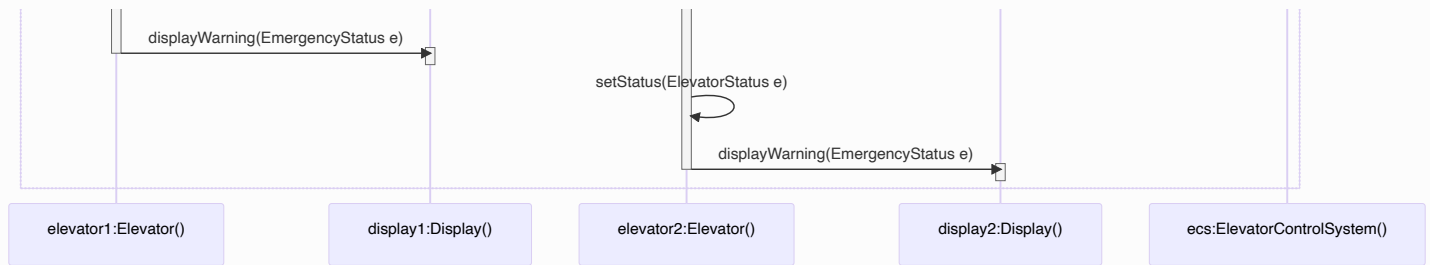 displayWarning(EmergencyStatus e)
setStatus(ElevatorStatus e)
displayWarning(EmergencyStatus e)
elevator1:Elevator()
display1:Display()
elevator2:Elevator()
display2:Display()
ecs:ElevatorControlSystem()